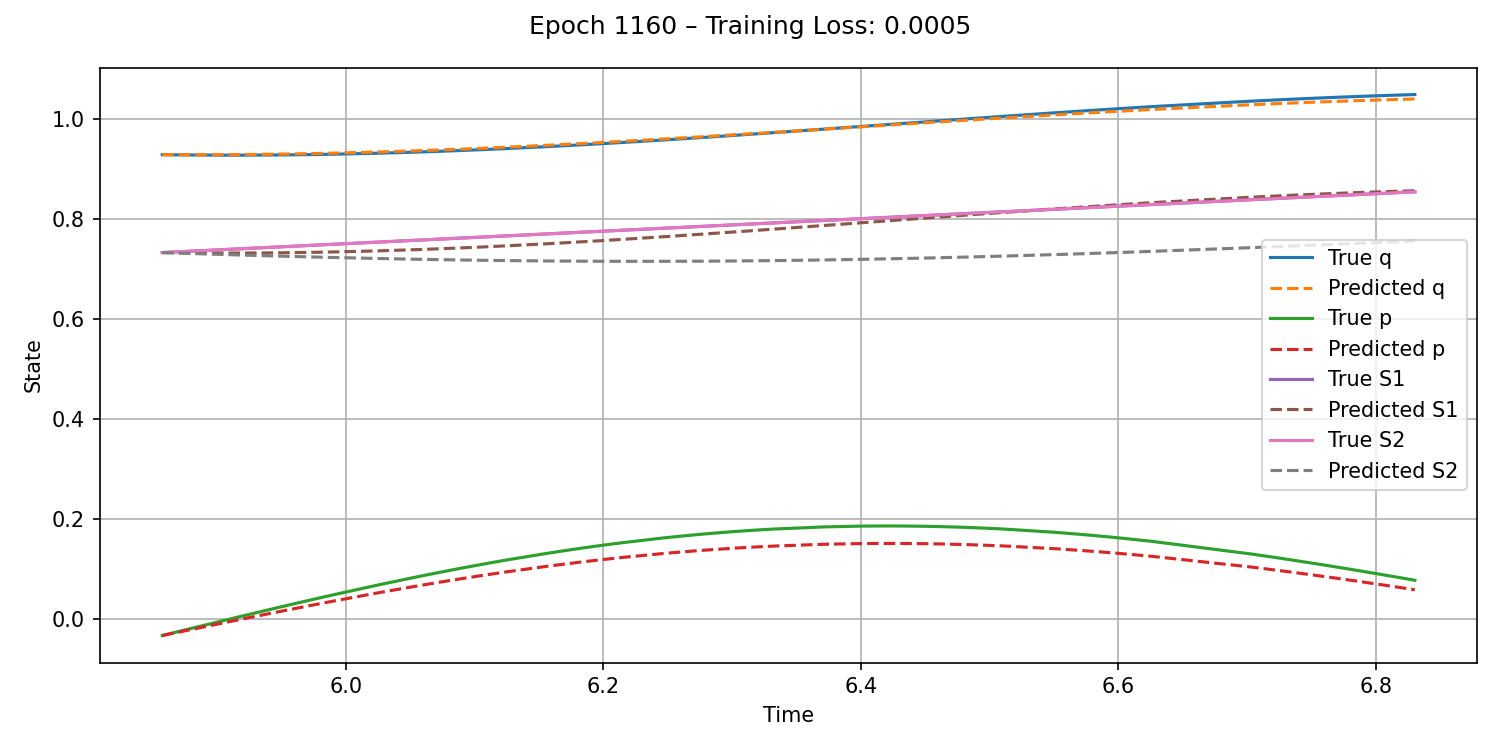 Epoch 1160 – Training Loss: 0.0005
1.0
0.8
0.6
0.4
0.2
0.0
State
True q
Predicted q
True p
Predicted p
True S1
Predicted S1
True S2
Predicted S2
6.0
6.2
6.4
6.6
6.8
Time